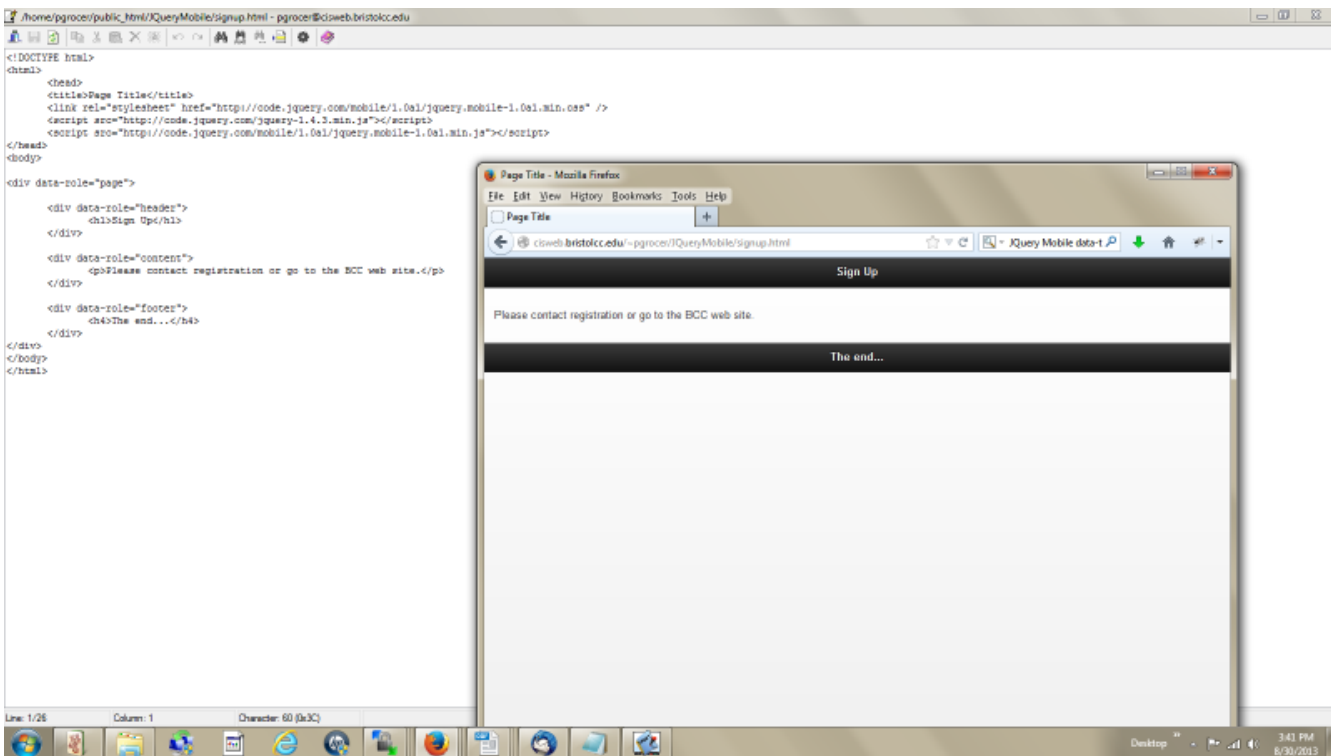 /home/pgrocer/public_html/JQueryMobile/signup.html - pgrocer@cisweb.bristolcc.edu
<!DOCTYPE html>
<html>
<head>
<title>Page Title</title>
<link rel="stylesheet" href="http://code.jquery.com/mobile/1.0a1/jquery.mobile-1.0a1.min.css" />
<script src="http://code.jquery.com/jquery-1.4.3.min.js"></script>
<script src="http://code.jquery.com/mobile/1.0a1/jquery.mobile-1.0a1.min.js"></script>
</head>
<body>
<div data-role="page">
<div data-role="header">
<h1>Sign Up</h1>
</div>
<div data-role="content">
<p>Please contact registration or go to the BCC web site.</p>
</div>
<div data-role="footer">
<h4>The end...</h4>
</div>
</div>
</body>
</html>
Page Title - Mozilla Firefox
File Edit View History Bookmarks Tools Help
Page Title
cisweb.bristolcc.edu/~pgrocer/JQueryMobile/signup.html
JQuery Mobile data-t
Sign Up
Please contact registration or go to the BCC web site.
The end...
Line: 1/26 Column: 1 Character: 60 (0x3C)
Desktop
3:41 PM
8/30/2013